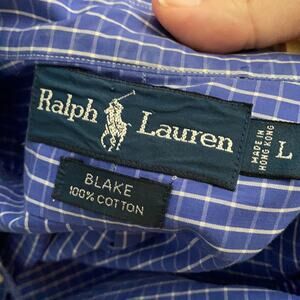 Ralph Lauren
MADE IN
HONG KONG
L
BLAKE
100% COTTON